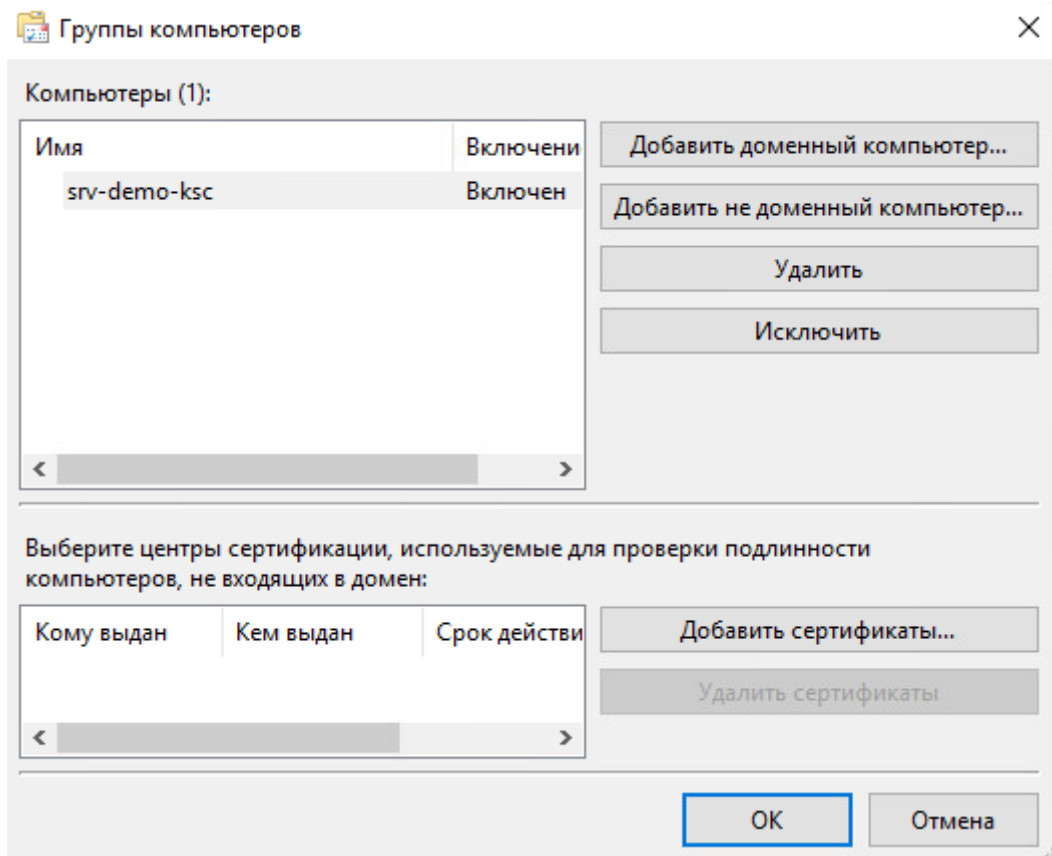 Группы компьютеров
Компьютеры (1):
Имя Включени
srv-demo-ksc Включен
Добавить доменный компьютер...
Добавить не доменный компьютер...
Удалить
Исключить
Выберите центры сертификации, используемые для проверки подлинности
компьютеров, не входящих в домен:
Кому выдан Кем выдан Срок действи
Добавить сертификаты...
Удалить сертификаты
ОК Отмена